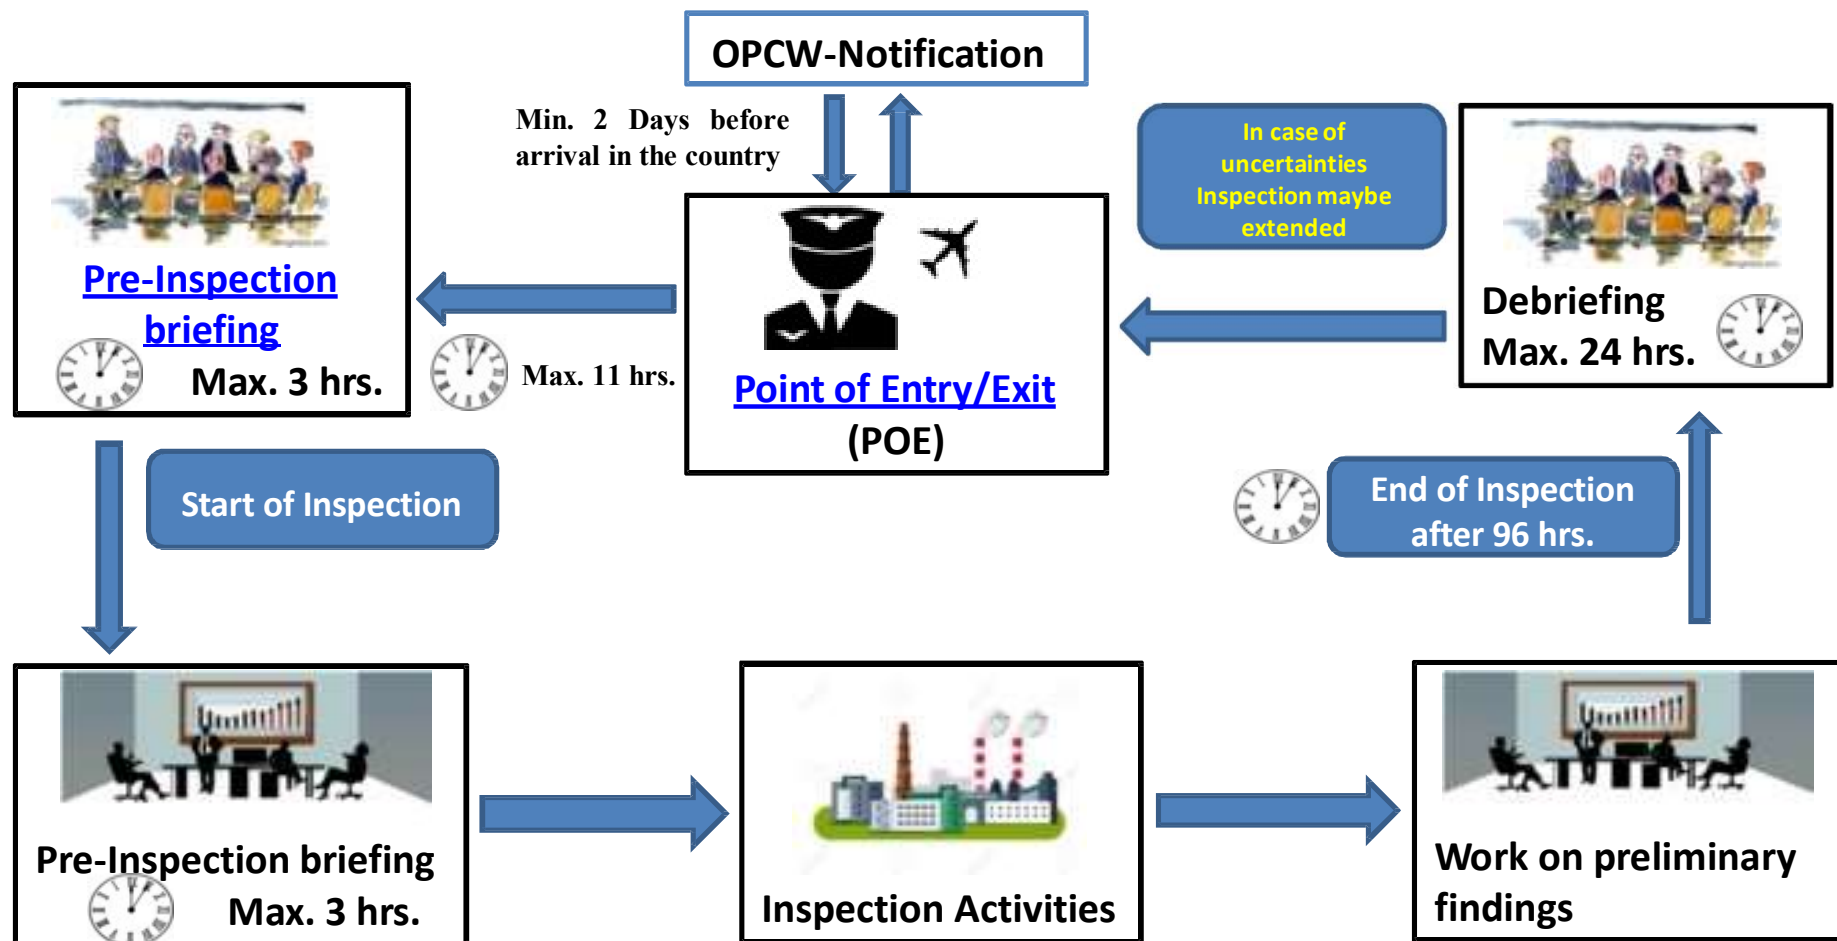 OPCW-Notification
Min. 2 Days before
arrival in the country
In case of
uncertainties
Inspection maybe
extended
Pre-Inspection
briefing
Max. 3 hrs.
Max. 11 hrs.
Point of Entry/Exit
(POE)
Debriefing
Max. 24 hrs.
Start of Inspection
End of Inspection
after 96 hrs.
Pre-Inspection briefing
Max. 3 hrs.
Inspection Activities
Work on preliminary
findings